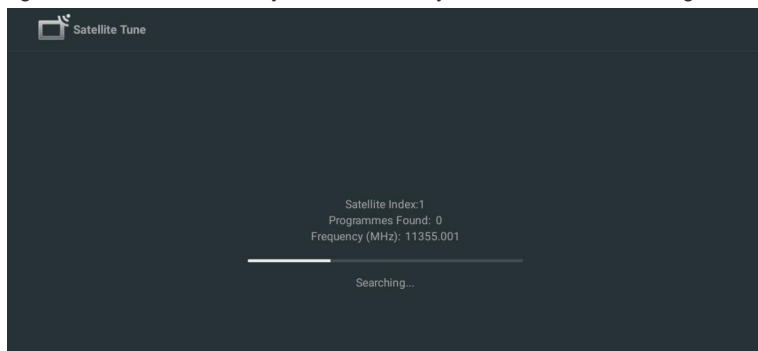 Satellite Tune
Satellite Index:1
Programmes Found: 0
Frequency (MHz): 11355.001
Searching...